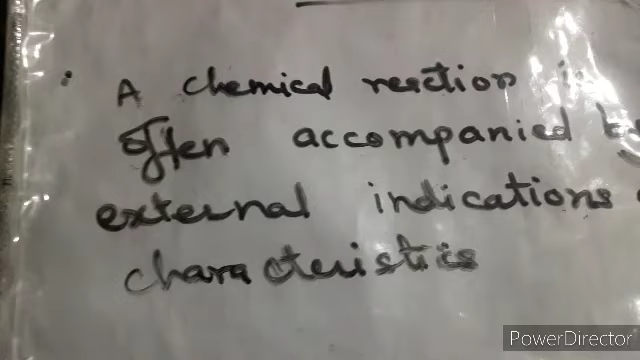 A chemical reaction
often accompanied
external indications
characteristics
PowerDirector